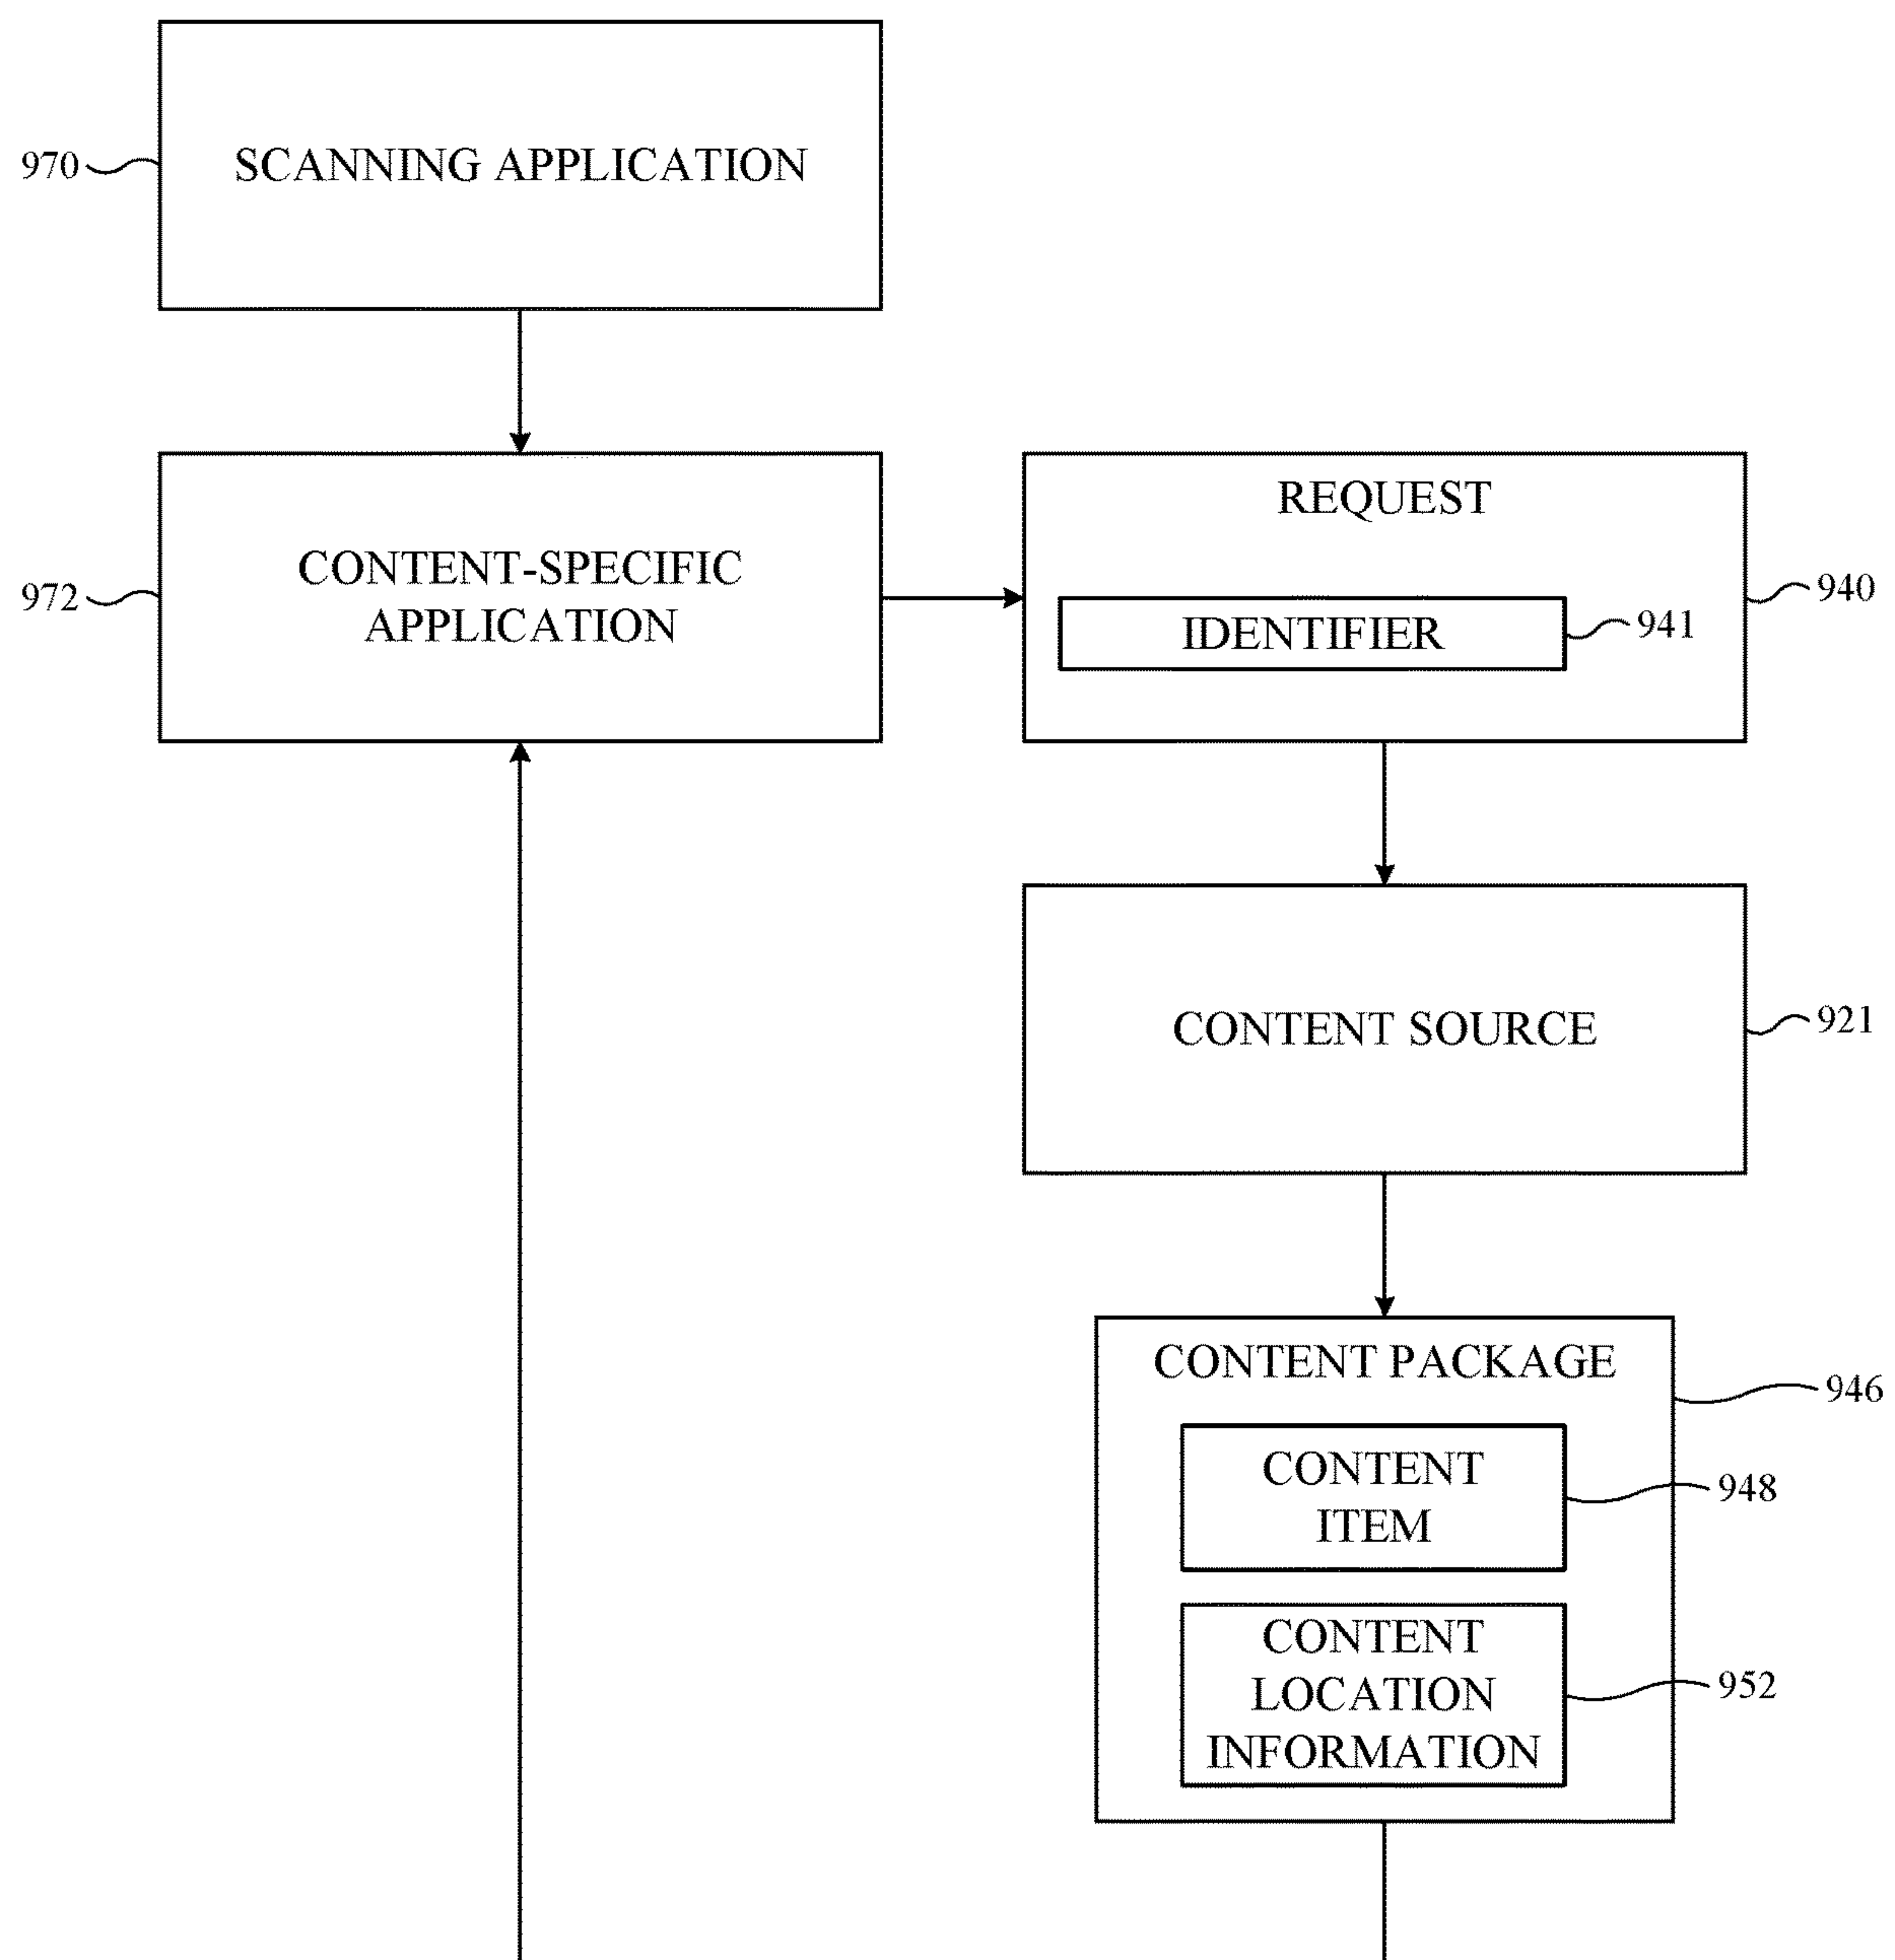 970
SCANNING APPLICATION
972
CONTENT-SPECIFIC
APPLICATION
REQUEST
940
IDENTIFIER
941
CONTENT SOURCE
921
CONTENT PACKAGE
946
CONTENT
ITEM
948
CONTENT
LOCATION
INFORMATION
952